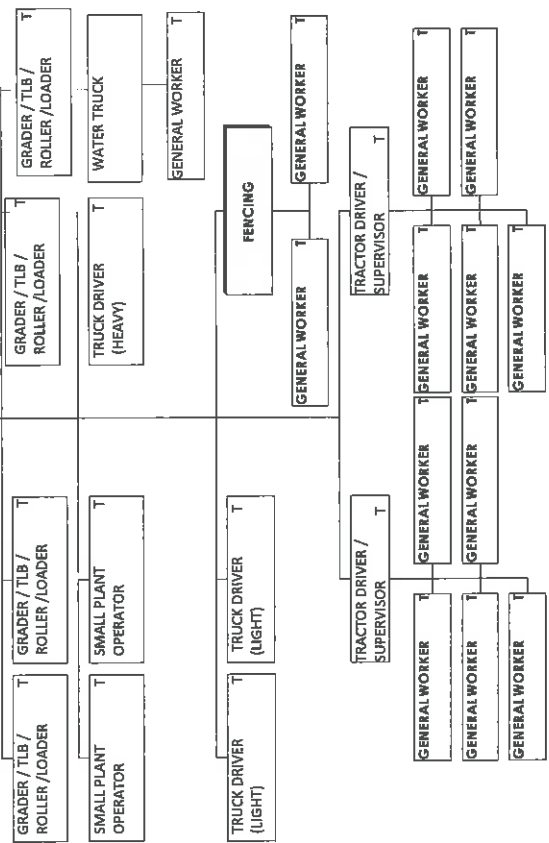 GRADER / TLB /
ROLLER /LOADER
T
GRADER / TLB /
ROLLER /LOADER
T
GRADER / TLB /
ROLLER /LOADER
T
GRADER / TLB /
ROLLER /LOADER
T
SMALL PLANT
OPERATOR
T
SMALL PLANT
OPERATOR
T
TRUCK DRIVER
(HEAVY)
T
WATER TRUCK
GENERAL WORKER
T
TRUCK DRIVER
(LIGHT)
T
TRUCK DRIVER
(LIGHT)
T
FENCING
GENERAL WORKER T
GENERAL WORKER T
TRACTOR DRIVER /
SUPERVISOR T
TRACTOR DRIVER /
SUPERVISOR T
GENERAL WORKER T
GENERAL WORKER T
GENERAL WORKER T
GENERAL WORKER T
GENERAL WORKER T
GENERAL WORKER T
GENERAL WORKER T
GENERAL WORKER T
GENERAL WORKER T
GENERAL WORKER T